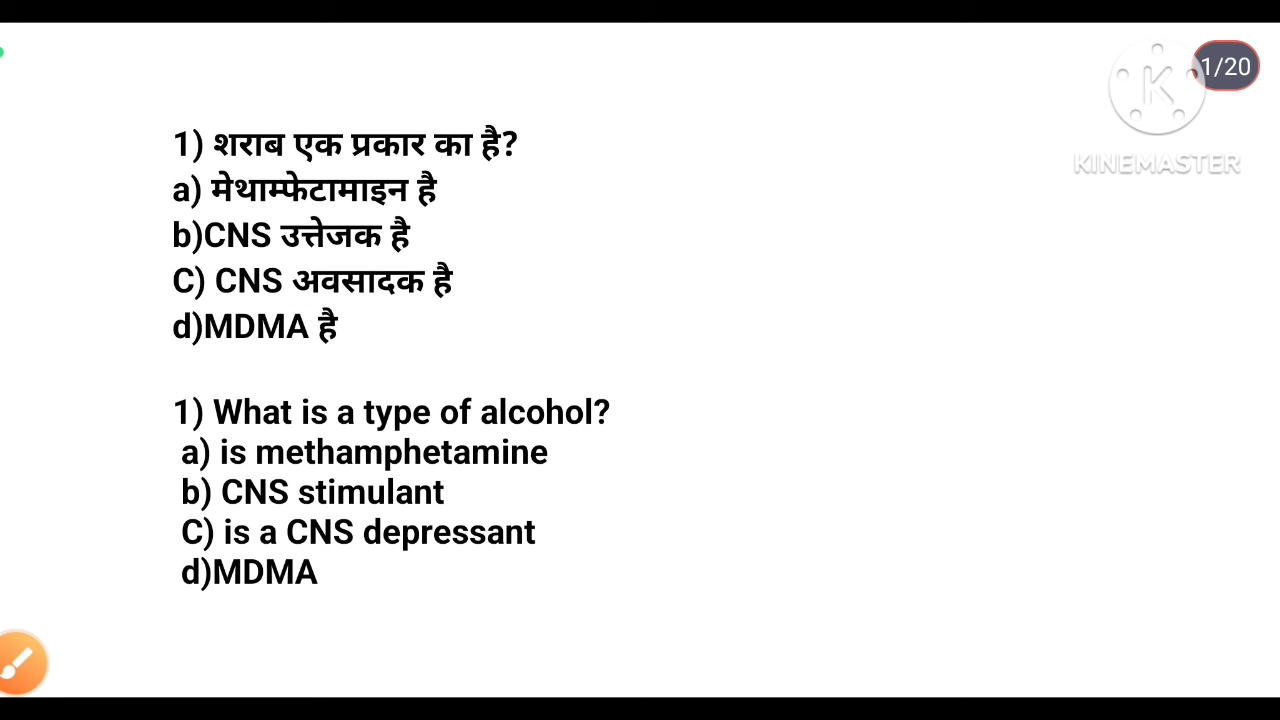 1/20
KINEMASTER
1) शराब एक प्रकार का है?
a) मेथाम्फेटामाइन है
b)CNS उत्तेजक है
C) CNS अवसादक है
d)MDMA है
1) What is a type of alcohol?
a) is methamphetamine
b) CNS stimulant
C) is a CNS depressant
d)MDMA